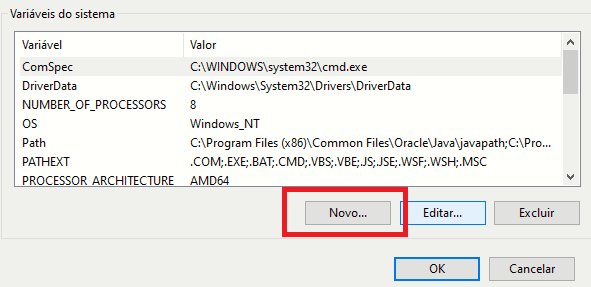 Variáveis do sistema
Variável Valor
ComSpec C:\WINDOWS\system32\cmd.exe
DriverData C:\Windows\System32\Drivers\DriverData
NUMBER_OF_PROCESSORS 8
OS Windows_NT
Path C:\Program Files (x86)\Common Files\Oracle\Java\javapath;C:\Pro...
PATHEXT .COM;.EXE;.BAT;.CMD;.VBS;.VBE;.JS;.JSE;.WSF;.WSH;.MSC
PROCESSOR_ARCHITECTURE AMD64
Novo... Editar... Excluir
OK Cancelar